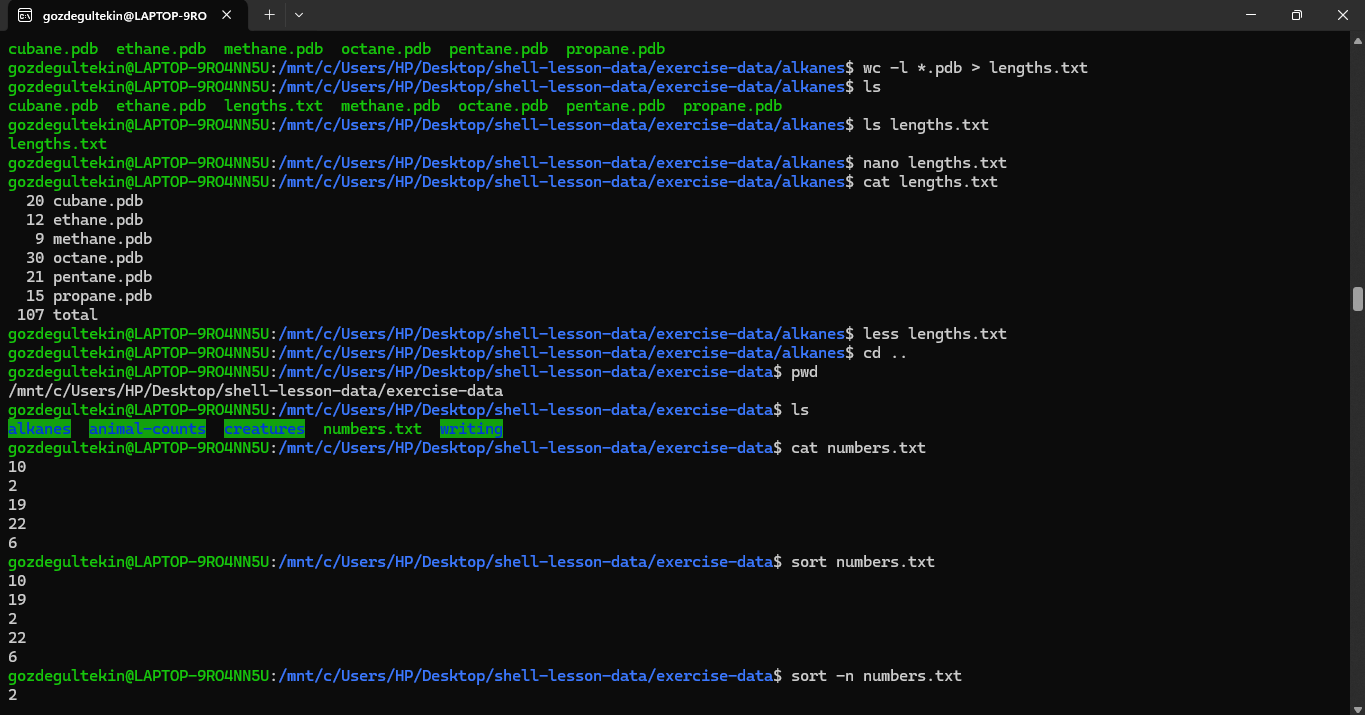 gozdegultekin@LAPTOP-9RO
cubane.pdb  ethane.pdb  methane.pdb  octane.pdb  pentane.pdb  propane.pdb
gozdegultekin@LAPTOP-9RO4NN5U:/mnt/c/Users/HP/Desktop/shell-lesson-data/exercise-data/alkanes$ wc -l *.pdb > lengths.txt
gozdegultekin@LAPTOP-9RO4NN5U:/mnt/c/Users/HP/Desktop/shell-lesson-data/exercise-data/alkanes$ ls
cubane.pdb  ethane.pdb  lengths.txt  methane.pdb  octane.pdb  pentane.pdb  propane.pdb
gozdegultekin@LAPTOP-9RO4NN5U:/mnt/c/Users/HP/Desktop/shell-lesson-data/exercise-data/alkanes$ ls lengths.txt
lengths.txt
gozdegultekin@LAPTOP-9RO4NN5U:/mnt/c/Users/HP/Desktop/shell-lesson-data/exercise-data/alkanes$ nano lengths.txt
gozdegultekin@LAPTOP-9RO4NN5U:/mnt/c/Users/HP/Desktop/shell-lesson-data/exercise-data/alkanes$ cat lengths.txt
  20 cubane.pdb
  12 ethane.pdb
   9 methane.pdb
  30 octane.pdb
  21 pentane.pdb
  15 propane.pdb
 107 total
gozdegultekin@LAPTOP-9RO4NN5U:/mnt/c/Users/HP/Desktop/shell-lesson-data/exercise-data/alkanes$ less lengths.txt
gozdegultekin@LAPTOP-9RO4NN5U:/mnt/c/Users/HP/Desktop/shell-lesson-data/exercise-data/alkanes$ cd ..
gozdegultekin@LAPTOP-9RO4NN5U:/mnt/c/Users/HP/Desktop/shell-lesson-data/exercise-data$ pwd
/mnt/c/Users/HP/Desktop/shell-lesson-data/exercise-data
gozdegultekin@LAPTOP-9RO4NN5U:/mnt/c/Users/HP/Desktop/shell-lesson-data/exercise-data$ ls
alkanes  animal-counts  creatures  numbers.txt  writing
gozdegultekin@LAPTOP-9RO4NN5U:/mnt/c/Users/HP/Desktop/shell-lesson-data/exercise-data$ cat numbers.txt
10
2
19
22
6
gozdegultekin@LAPTOP-9RO4NN5U:/mnt/c/Users/HP/Desktop/shell-lesson-data/exercise-data$ sort numbers.txt
10
19
2
22
6
gozdegultekin@LAPTOP-9RO4NN5U:/mnt/c/Users/HP/Desktop/shell-lesson-data/exercise-data$ sort -n numbers.txt
2